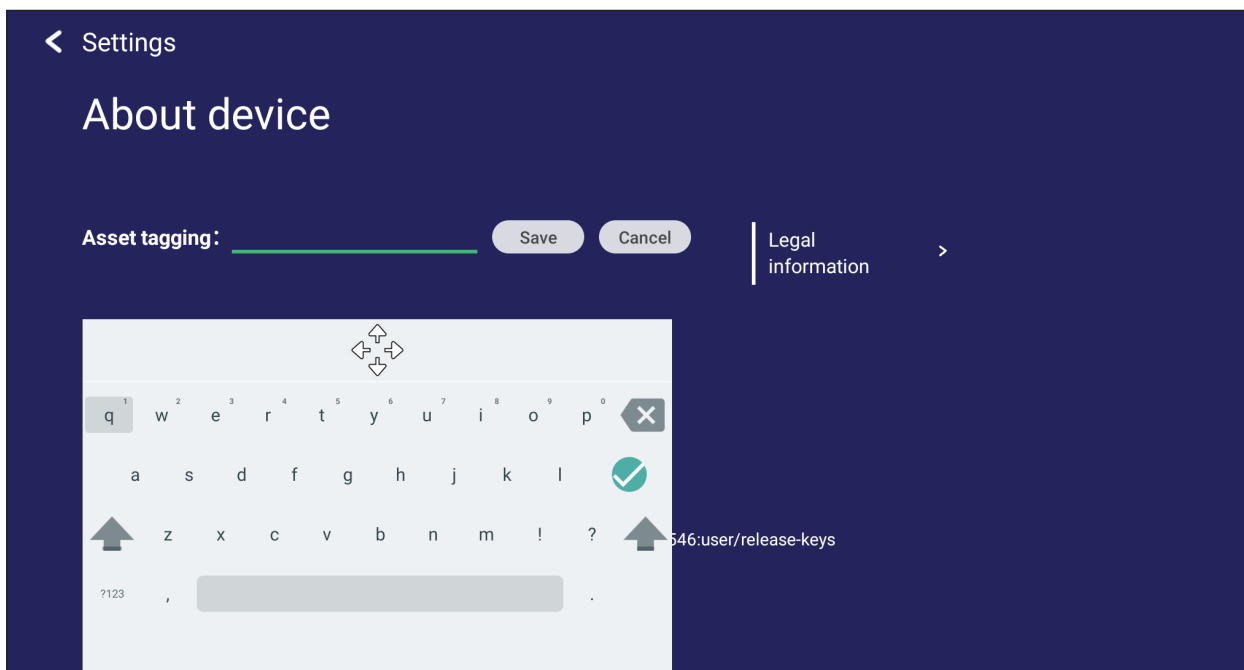 Settings
About device
Asset tagging:
Save
Cancel
Legal
information
q 1 w 2 e 3 r 4 t 5 y 6 u 7 i 8 o 9 p 0
a s d f g h j k l
z x c v b n m ! ?
546:user/release-keys
?123 , .